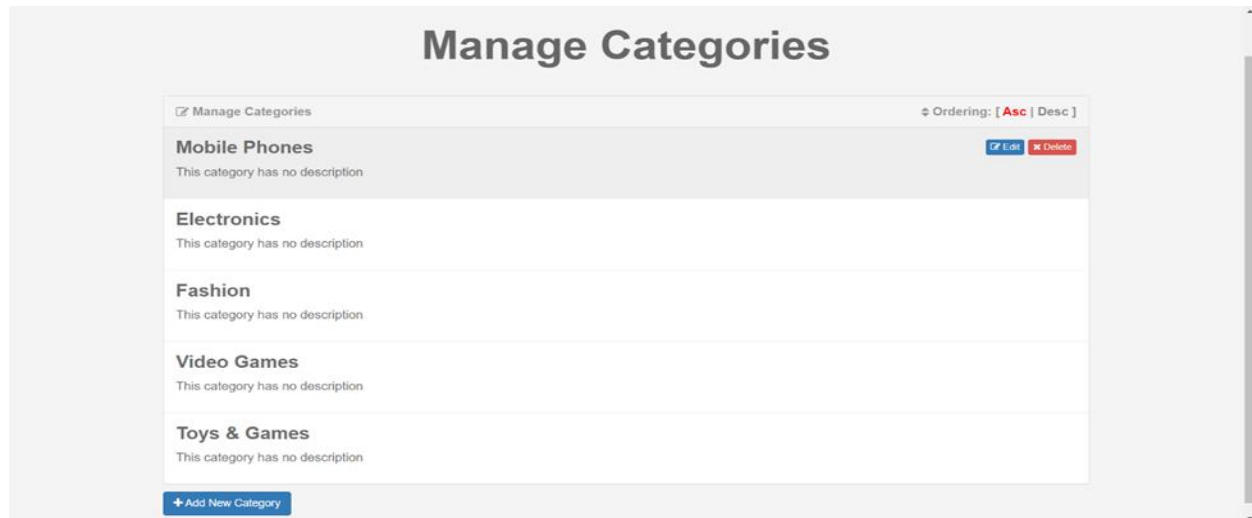 Manage Categories
Manage Categories
Ordering: [ Asc | Desc ]
Mobile Phones
Edit
Delete
This category has no description
Electronics
This category has no description
Fashion
This category has no description
Video Games
This category has no description
Toys & Games
This category has no description
Add New Category